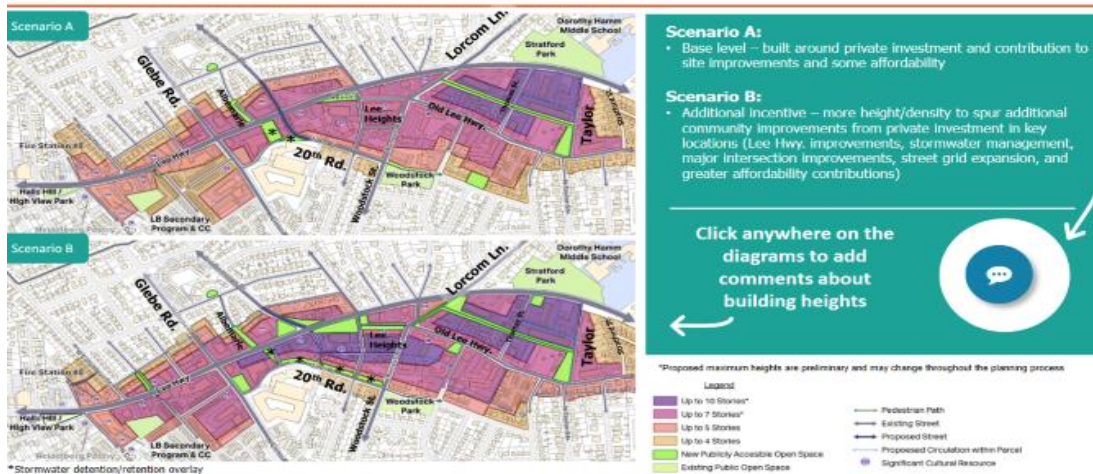 Scenario A
Glebe Rd.
Albemarle
Lorcom Ln.
Dorothy Hamm
Middle School
Stratford
Park
Lee
Heights
Old Lee Hwy.
Taylor
Lee Hwy
Fire Station #8
20th Rd.
Woodstock
Park
Woodstock St.
Halls Hill /
High View Park
LB Secondary
Program & CC
Scenario B
Glebe Rd.
Albemarle
Lorcom Ln.
Dorothy Hamm
Middle School
Stratford
Park
Lee
Heights
Old Lee Hwy.
Taylor
Lee Hwy
Fire Station #8
20th Rd.
Woodstock
Park
Woodstock St.
Halls Hill /
High View Park
LB Secondary
Program & CC
*Stormwater detention/retention overlay
Scenario A:
• Base level – built around private investment and contribution to
site improvements and some affordability
Scenario B:
• Additional incentive – more height/density to spur additional
community improvements from private investment in key
locations (Lee Hwy. improvements, stormwater management,
major intersection improvements, street grid expansion, and
greater affordability contributions)
Click anywhere on the
diagrams to add
comments about
building heights
*Proposed maximum heights are preliminary and may change throughout the planning process
Legend
Up to 10 Stories*
Up to 7 Stories*
Up to 5 Stories
Up to 4 Stories
New Publicly Accesible Open Space
Existing Public Open Space
Pedestrian Path
Existing Street
Proposed Street
Proposed Circulation within Parcel
Significant Cultural Resource